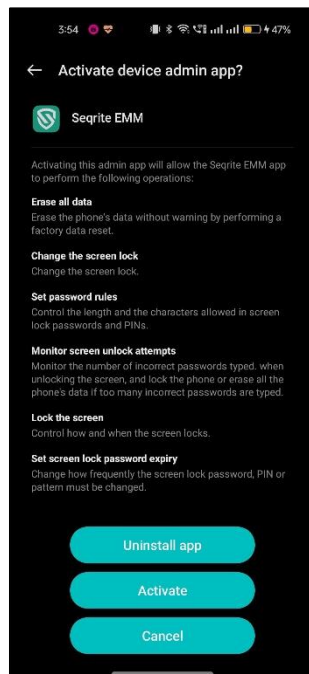 3:54 47%
Activate device admin app?
Seqrite EMM
Activating this admin app will allow the Seqrite EMM app
to perform the following operations:
Erase all data
Erase the phone's data without warning by performing a
factory data reset.
Change the screen lock
Change the screen lock.
Set password rules
Control the length and the characters allowed in screen
lock passwords and PINs.
Monitor screen unlock attempts
Monitor the number of incorrect passwords typed. when
unlocking the screen, and lock the phone or erase all the
phone's data if too many incorrect passwords are typed.
Lock the screen
Control how and when the screen locks.
Set screen lock password expiry
Change how frequently the screen lock password, PIN or
pattern must be changed.
Uninstall app
Activate
Cancel